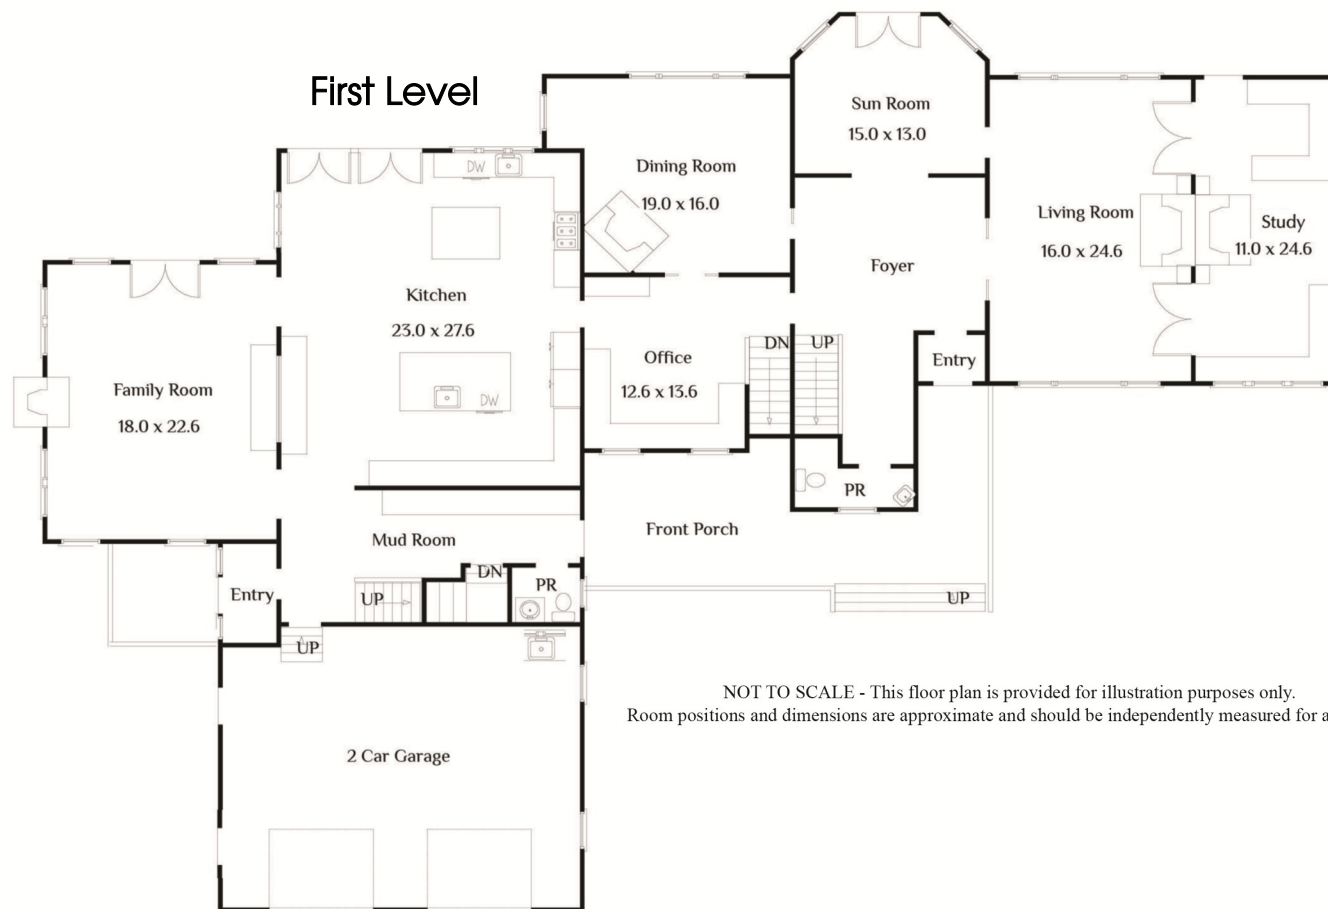 First Level
Sun Room
15.0 x 13.0
DW
Dining Room
19.0 x 16.0
Living Room
16.0 x 24.6
Study
11.0 x 24.6
Foyer
Kitchen
23.0 x 27.6
DN
UP
Office
12.6 x 13.6
Entry
Family Room
18.0 x 22.6
DW
PR
Front Porch
Mud Room
DN
PR
Entry
UP
UP
UP
NOT TO SCALE - This floor plan is provided for illustration purposes only.
Room positions and dimensions are approximate and should be independently measured for a
2 Car Garage